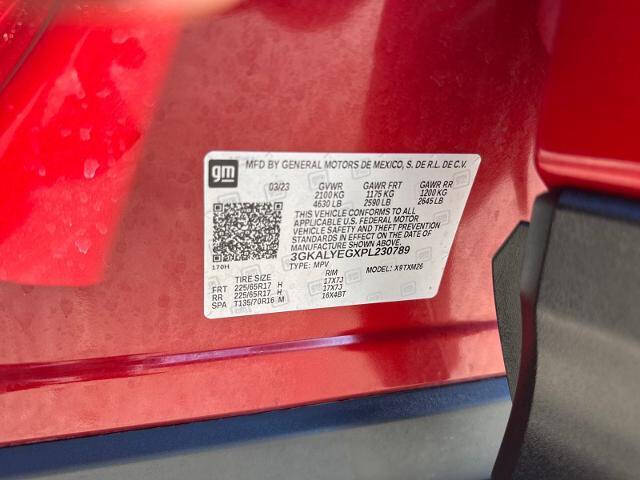 gm MFD BY GENERAL MOTORS DE MEXICO, S. DE R.L. DE C.V.
03/23 GVWR GAWR FRT GAWR RR
2100 KG 1175 KG 1200 KG
4630 LB 2590 LB 2645 LB
THIS VEHICLE CONFORMS TO ALL
APPLICABLE U.S. FEDERAL MOTOR
VEHICLE SAFETY AND THEFT PREVENTION
STANDARDS IN EFFECT ON THE DATE OF
MANUFACTURE SHOWN ABOVE.
3GKALYEGXPL230789
170H TYPE: MPV MODEL: X9TXM26
TIRE SIZE RIM
FRT 225/65R17 H 17X7J
RR 225/65R17 H 17X7J
SPA T135/70R16 M 16X4BT